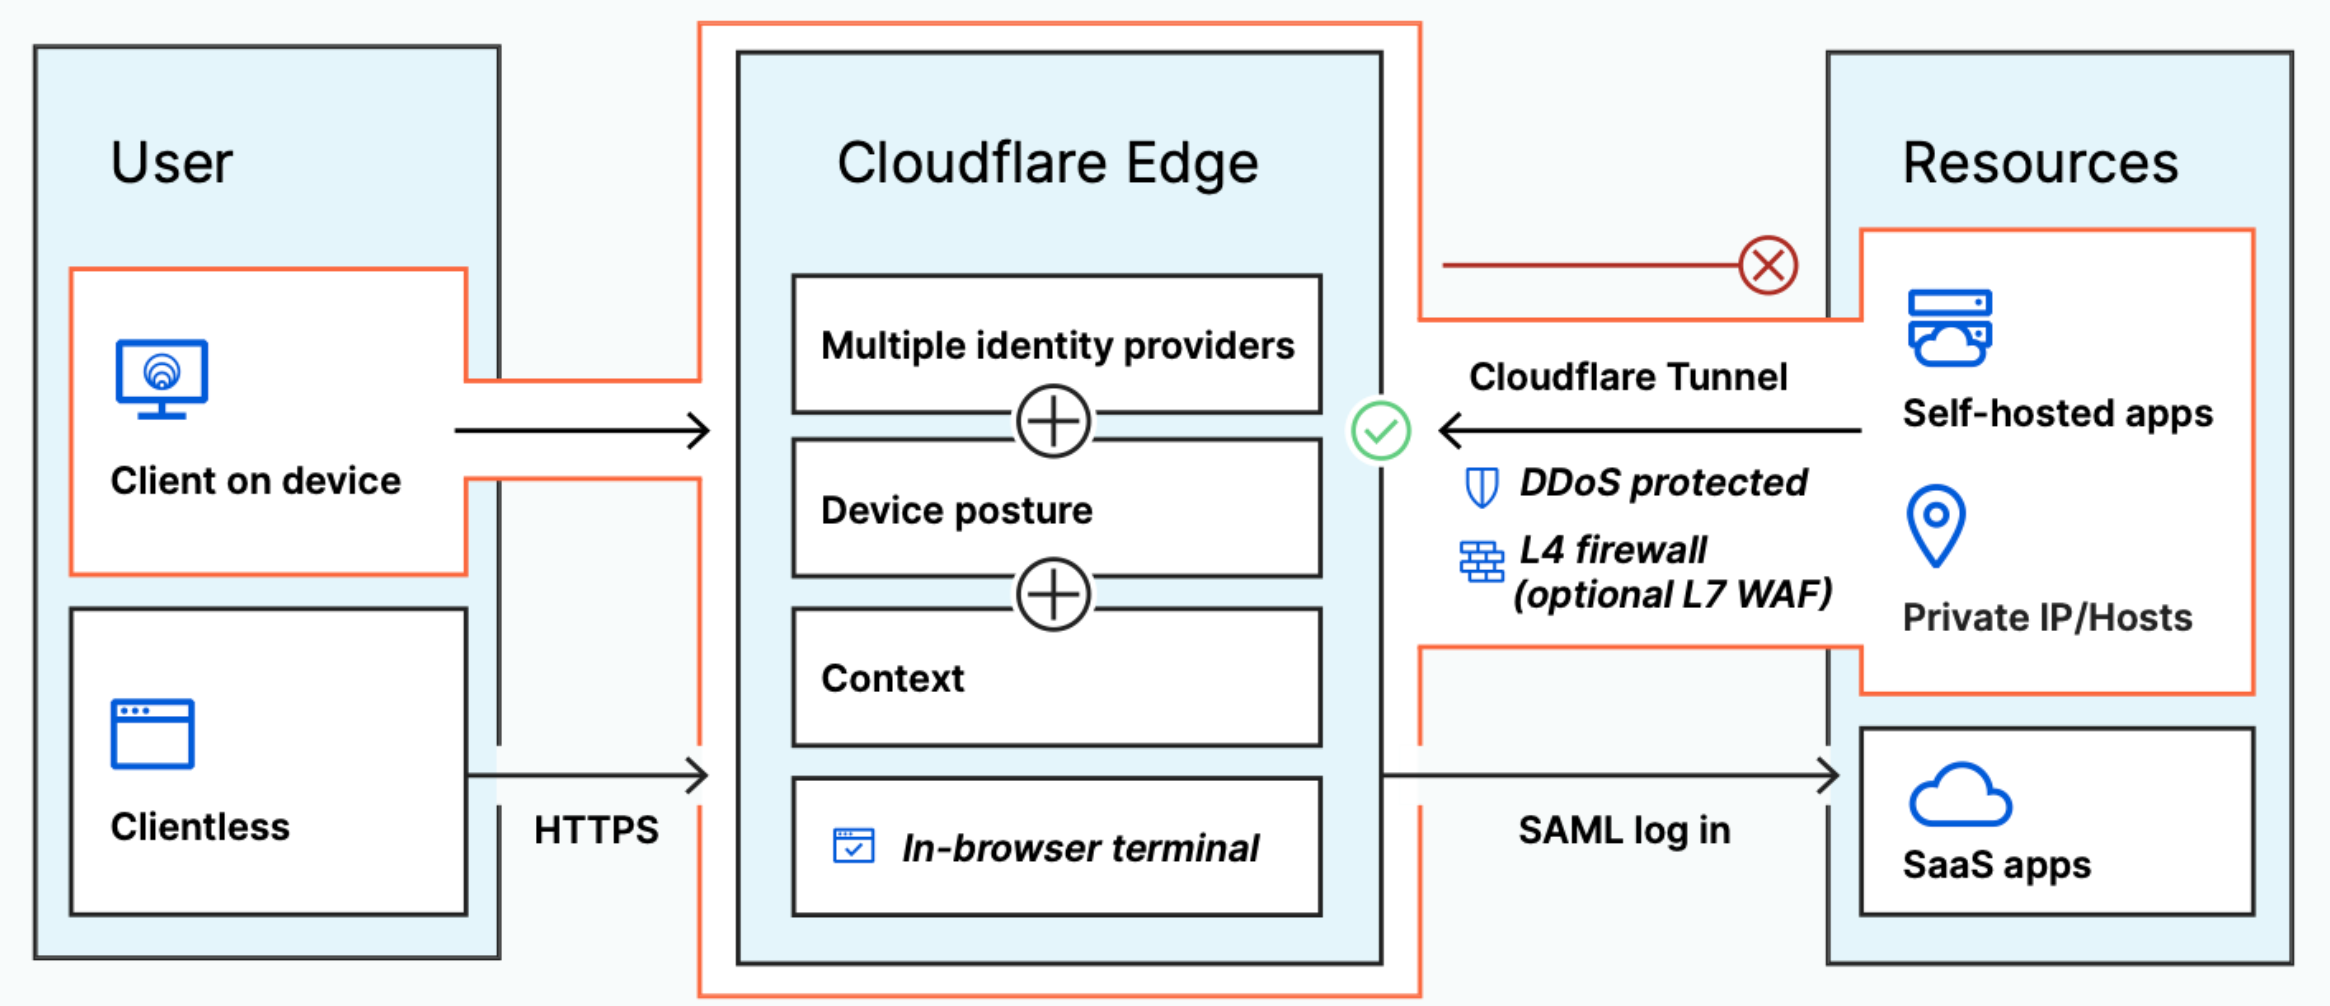 User
Client on device
Clientless
HTTPS
Cloudflare Edge
Multiple identity providers
Device posture
Context
In-browser terminal
Cloudflare Tunnel
DDoS protected
L4 firewall
(optional L7 WAF)
SAML log in
Resources
Self-hosted apps
Private IP/Hosts
SaaS apps